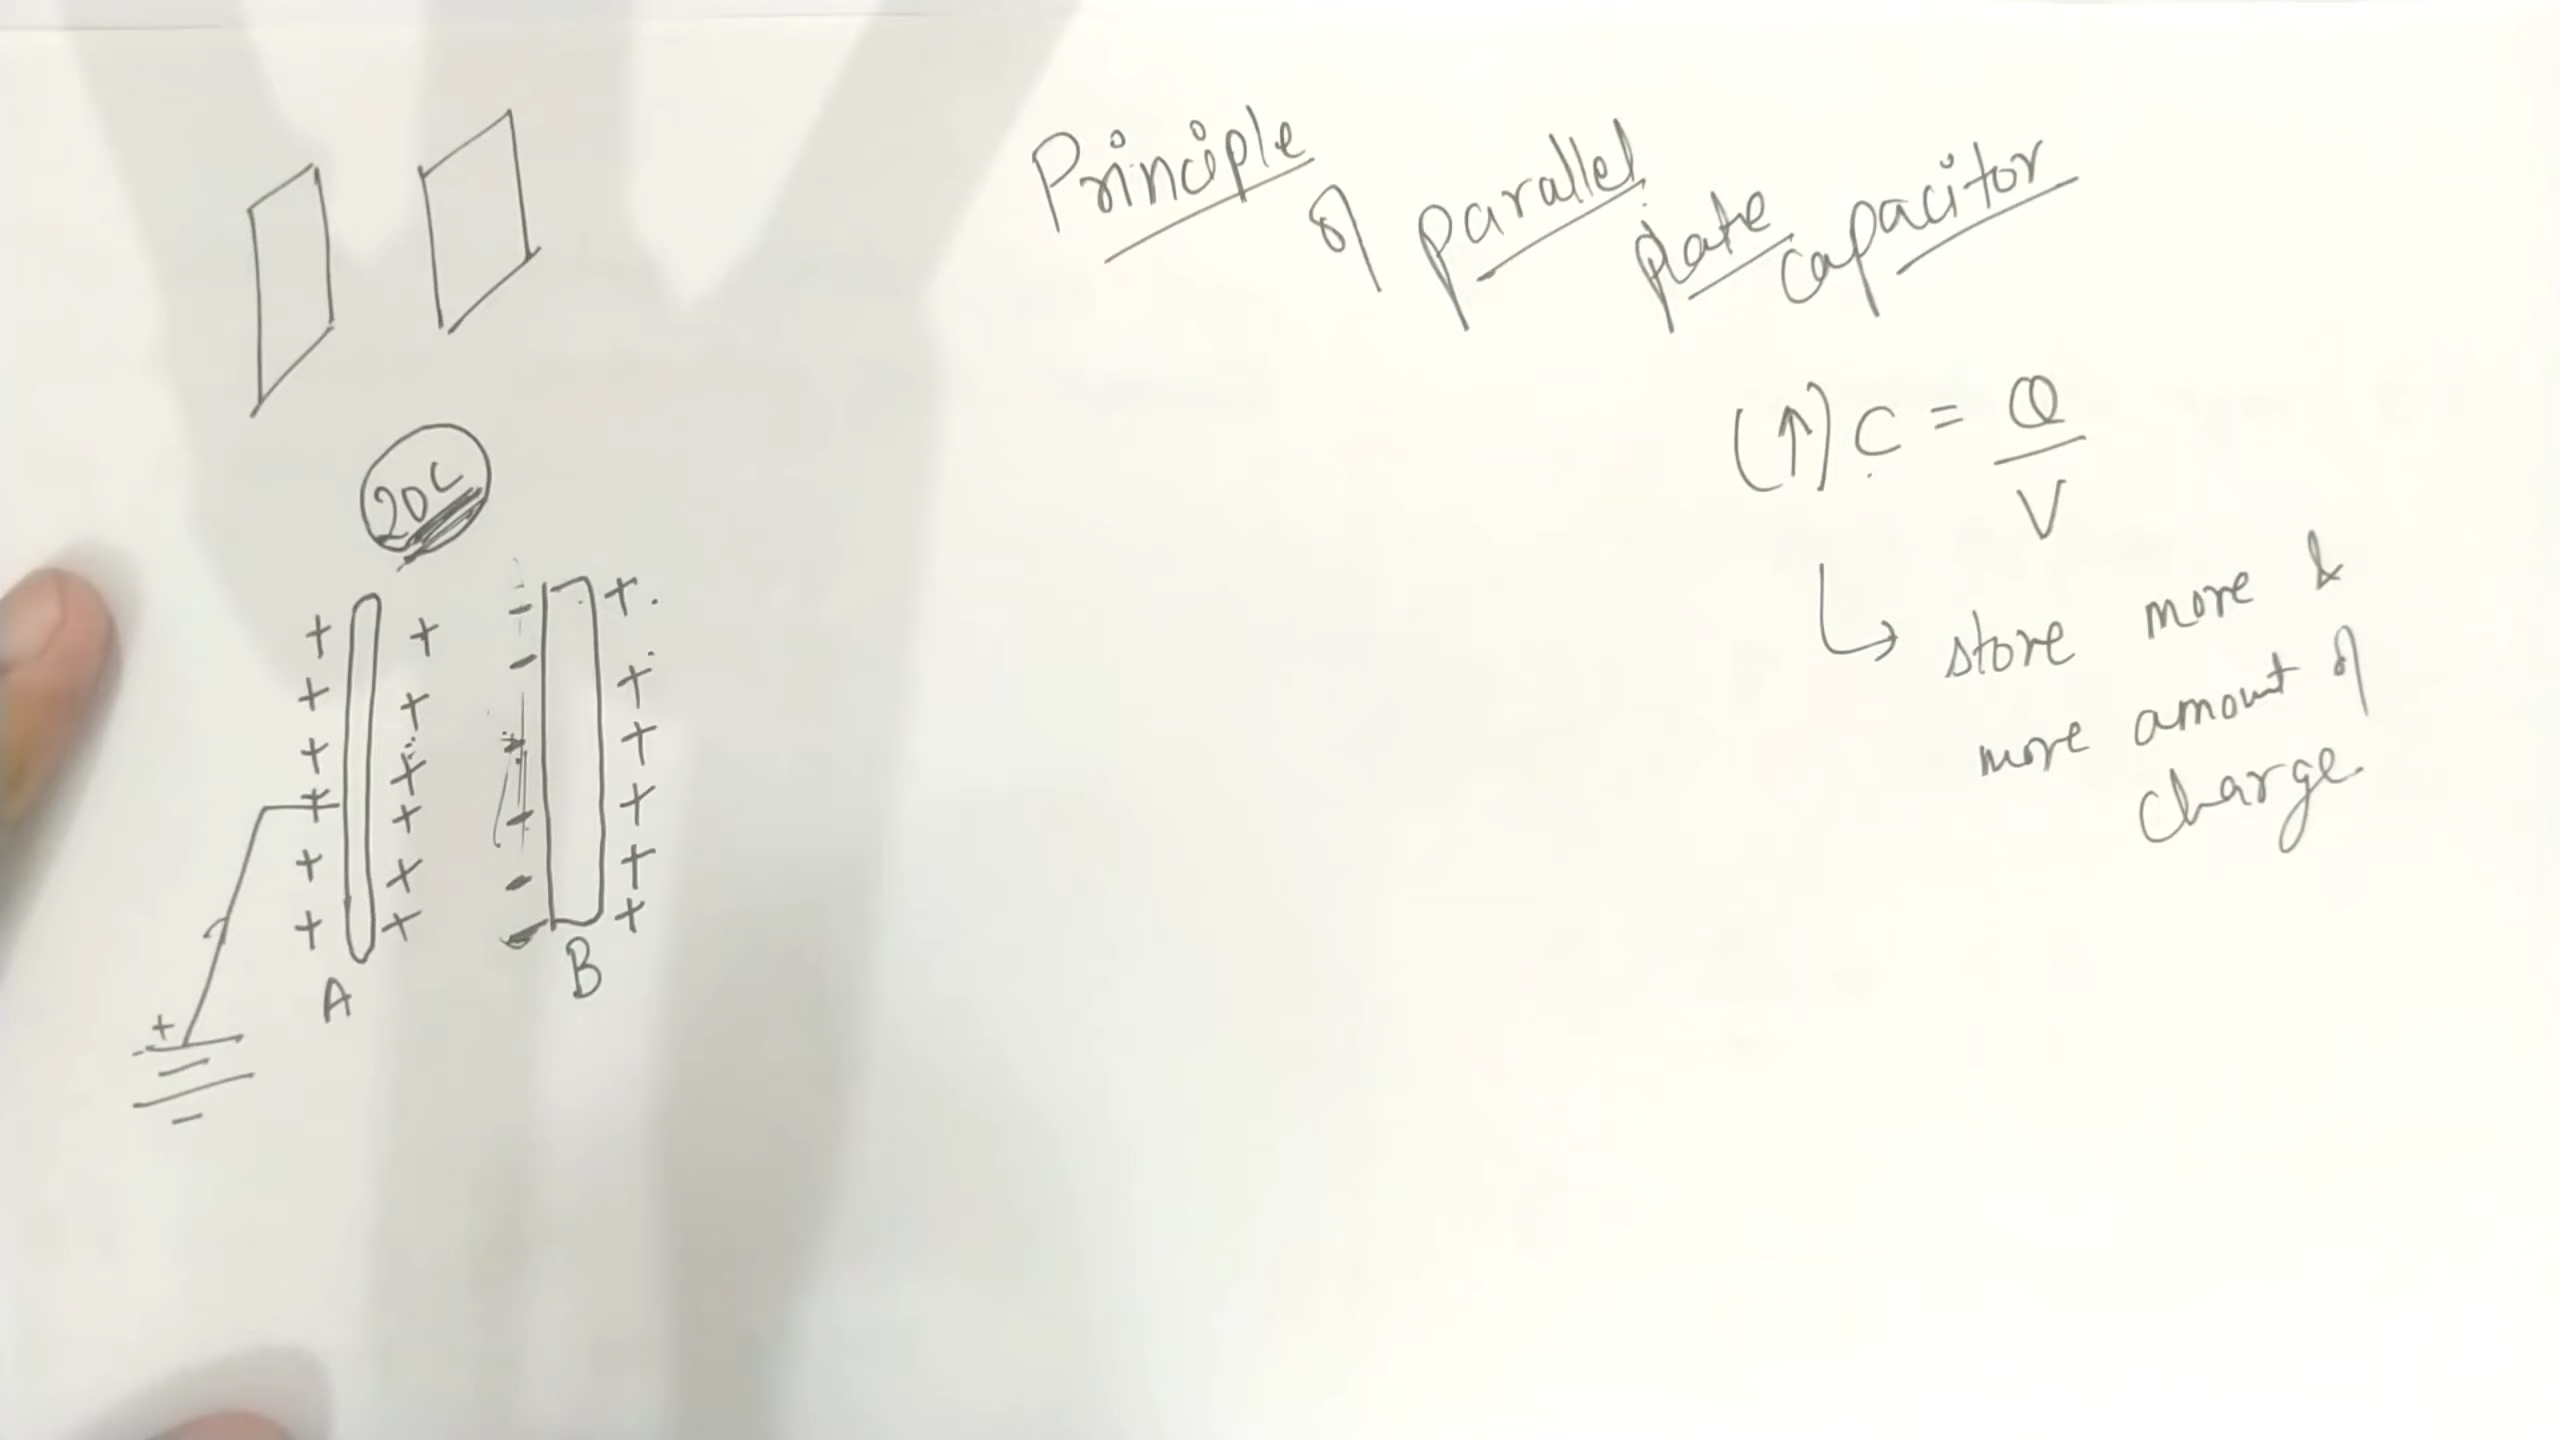 Principle of parallel plate capacitor
(↑) C = Q/V
↳ store more &
more amount of
charge
20C
+ + - +.
+ + - +
+ + - +
+ + - +
+ + - +
+ + - +
A B
+
-